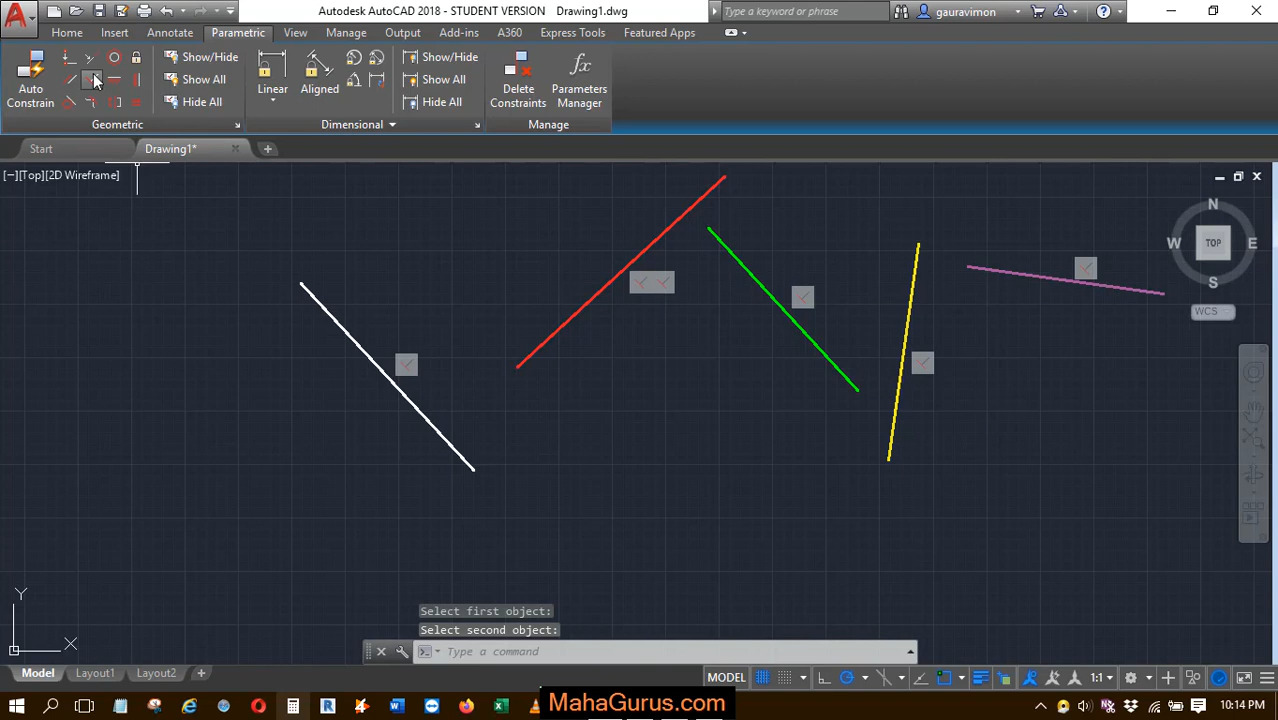 Autodesk AutoCAD 2018 - STUDENT VERSION Drawing1.dwg
Type a keyword or phrase
gauravimon
Home Insert Annotate Parametric View Manage Output Add-ins A360 Express Tools Featured Apps
Auto Constrain
Show/Hide
Show All
Hide All
Geometric
Linear
Aligned
Show/Hide
Show All
Hide All
Dimensional
Delete Constraints
Parameters Manager
Manage
Start
Drawing1*
[−][Top][2D Wireframe]
N
W TOP E
S
WCS
Y
X
Select first object:
Select second object:
Type a command
Model Layout1 Layout2
MODEL
1:1
MahaGurus.com
10:14 PM